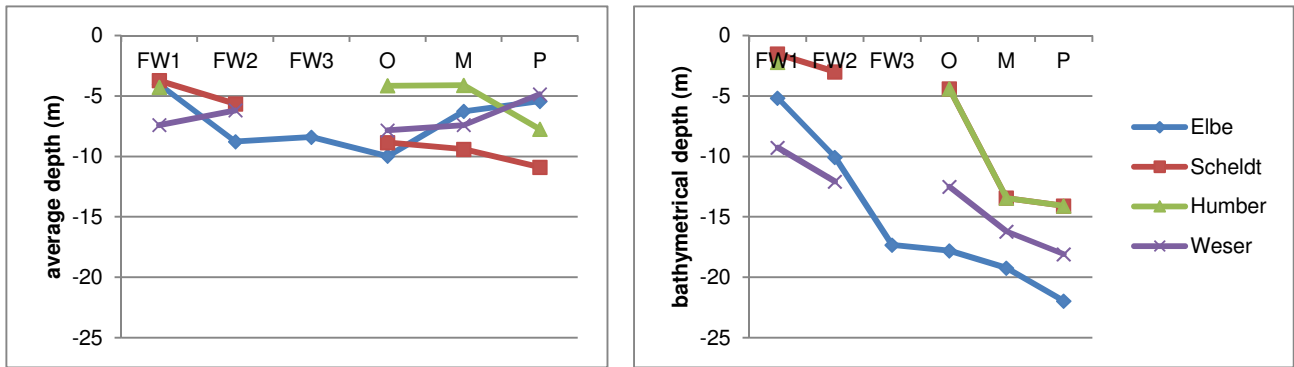 0
FW1 FW2 FW3 O M P
-5
-10
-15
-20
-25
average depth (m)
0
FW1 FW2 FW3 O M P
-5
-10
-15
-20
-25
bathymetrical depth (m)
Elbe
Scheldt
Humber
Weser